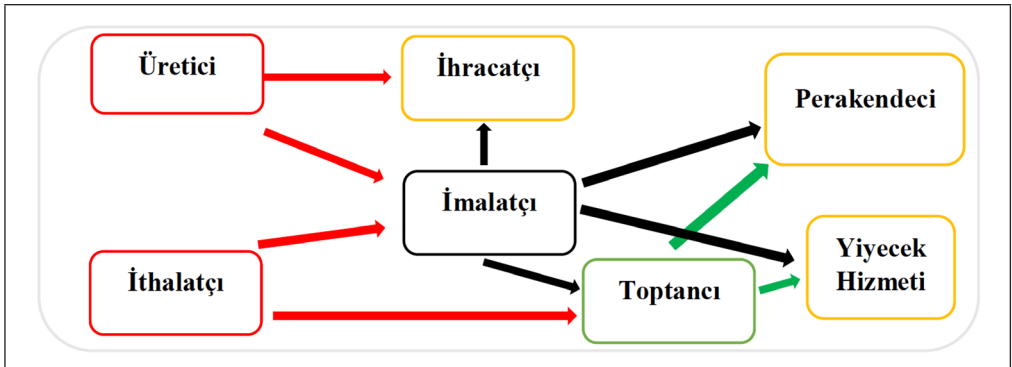 Üretici
İhracatçı
Perakendeci
İmalatçı
İthalatçı
Toptancı
Yiyecek
Hizmeti